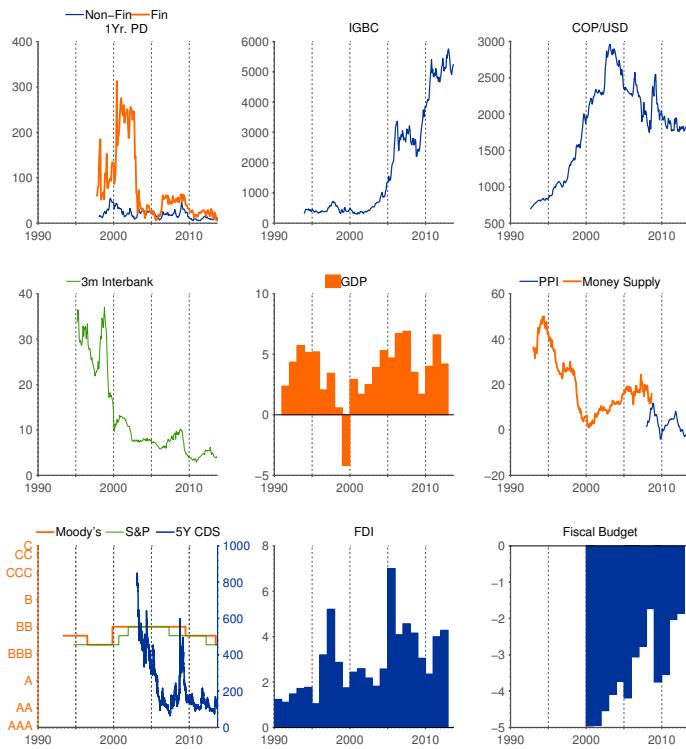 Non-Fin Fin
1Yr. PD
400
300
200
100
0
1990 2000 2010
IGBC
6000
5000
4000
3000
2000
1000
0
1990 2000 2010
COP/USD
3000
2500
2000
1500
1000
500
1990 2000 2010
3m Interbank
40
30
20
10
0
1990 2000 2010
GDP
10
5
0
−5
1990 2000 2010
PPI Money Supply
60
40
20
0
−20
1990 2000 2010
Moody's S&P 5Y CDS
C
CC
CCC
B
BB
BBB
A
AA
AAA
1000
800
600
400
200
0
1990 2000 2010
FDI
8
6
4
2
0
1990 2000 2010
Fiscal Budget
0
−1
−2
−3
−4
−5
1990 2000 2010